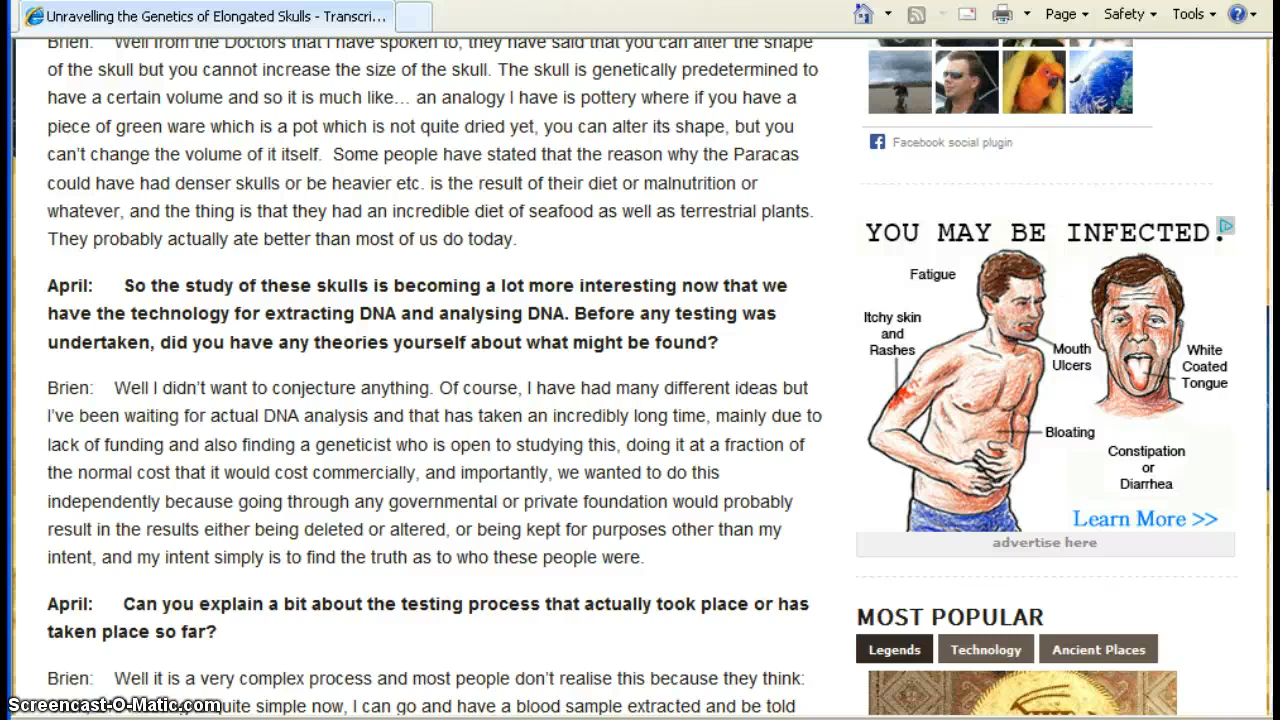 Unravelling the Genetics of Elongated Skulls - Transcri...
Page
Safety
Tools
Brien: Well from the Doctors that I have spoken to, they have said that you can alter the shape
of the skull but you cannot increase the size of the skull. The skull is genetically predetermined to
have a certain volume and so it is much like… an analogy I have is pottery where if you have a
piece of green ware which is a pot which is not quite dried yet, you can alter its shape, but you
can't change the volume of it itself. Some people have stated that the reason why the Paracas
could have had denser skulls or be heavier etc. is the result of their diet or malnutrition or
whatever, and the thing is that they had an incredible diet of seafood as well as terrestrial plants.
They probably actually ate better than most of us do today.
April: So the study of these skulls is becoming a lot more interesting now that we
have the technology for extracting DNA and analysing DNA. Before any testing was
undertaken, did you have any theories yourself about what might be found?
Brien: Well I didn't want to conjecture anything. Of course, I have had many different ideas but
I've been waiting for actual DNA analysis and that has taken an incredibly long time, mainly due to
lack of funding and also finding a geneticist who is open to studying this, doing it at a fraction of
the normal cost that it would cost commercially, and importantly, we wanted to do this
independently because going through any governmental or private foundation would probably
result in the results either being deleted or altered, or being kept for purposes other than my
intent, and my intent simply is to find the truth as to who these people were.
April: Can you explain a bit about the testing process that actually took place or has
taken place so far?
Brien: Well it is a very complex process and most people don't realise this because they think:
quite simple now, I can go and have a blood sample extracted and be told
Screencast-O-Matic.com
Facebook social plugin
YOU MAY BE INFECTED.
Fatigue
Itchy skin
and
Rashes
Mouth
Ulcers
White
Coated
Tongue
Bloating
Constipation
or
Diarrhea
Learn More >>
advertise here
MOST POPULAR
Legends
Technology
Ancient Places